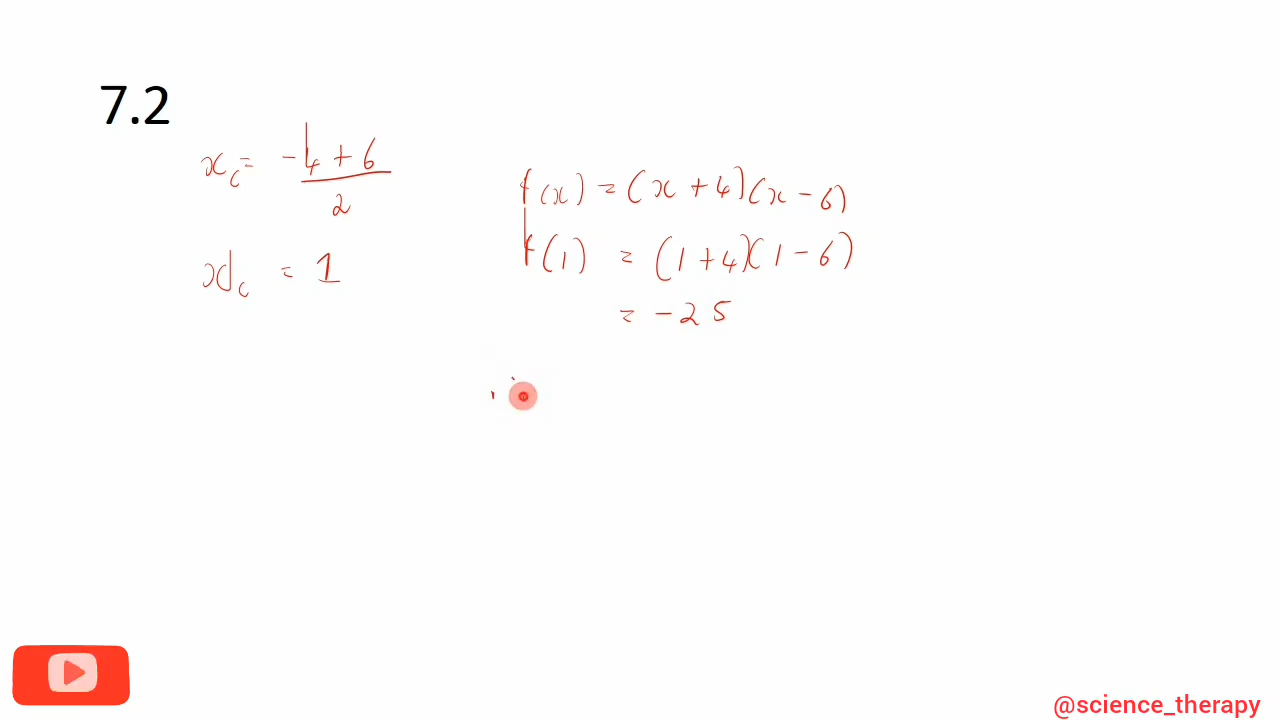 7.2
x_c = -4 + 6
2
x_c = 1
f(x) = (x + 4)(x - 6)
f(1) = (1 + 4)(1 - 6)
= -25
@science_therapy